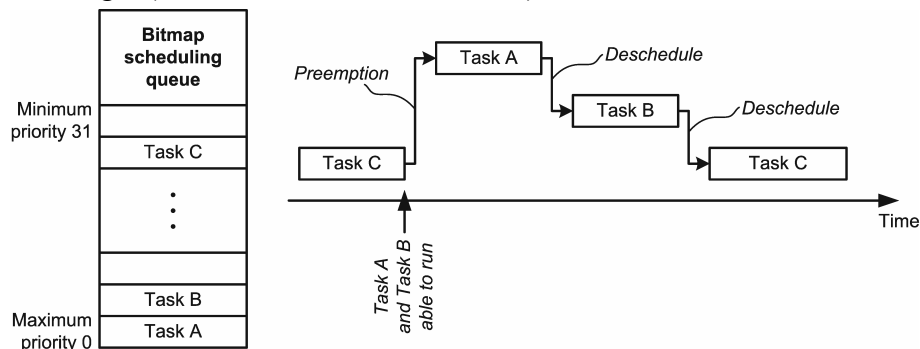 Bitmap
scheduling
queue
Minimum
priority 31
Task C
Task B
Maximum
priority 0
Task A
Preemption
Task A
Deschedule
Task B
Deschedule
Task C
Task C
Time
Task A
and Task B
able to run